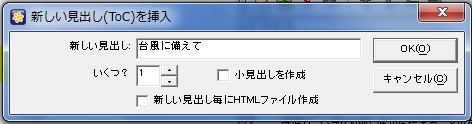 新しい見出し(ToC)を挿入
新しい見出し: 台風に備えて
OK(O)
いくつ? 1 小見出しを作成
キャンセル(C)
新しい見出し毎にHTMLファイル作成